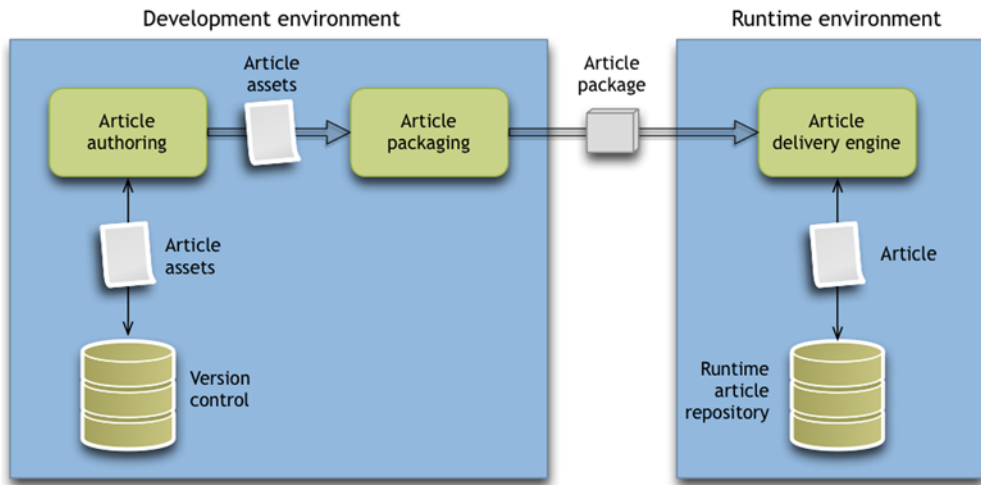 Development environment
Runtime environment
Article
assets
Article
package
Article
authoring
Article
packaging
Article
delivery engine
Article
assets
Article
Version
control
Runtime
article
repository